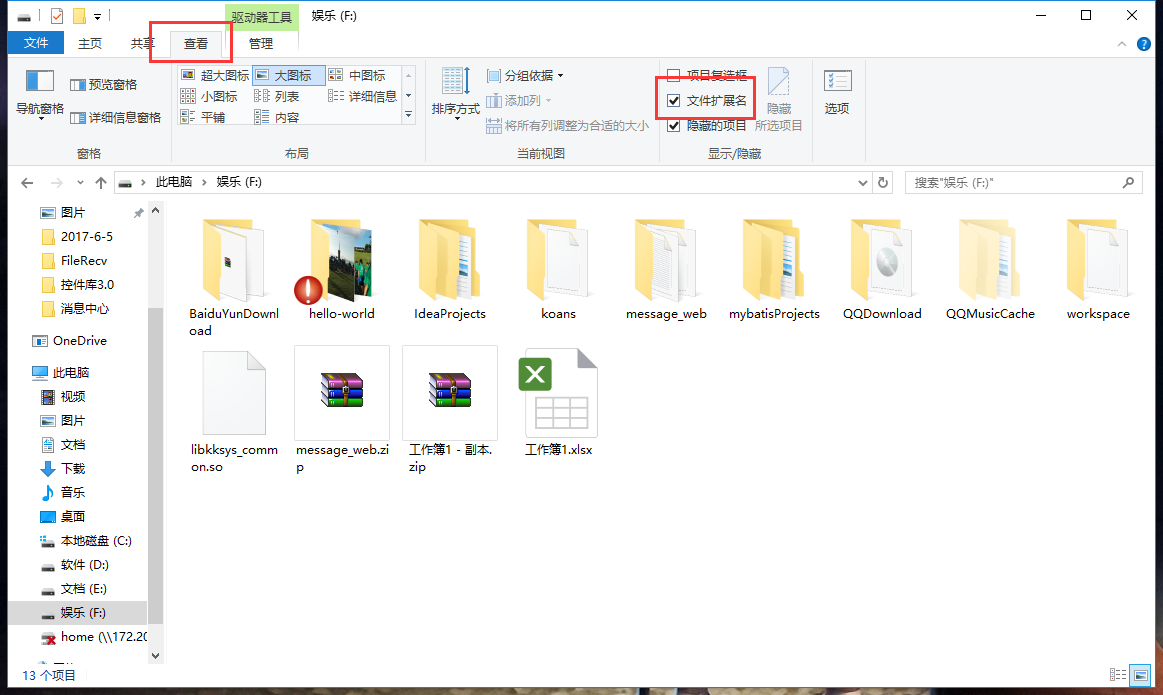 驱动器工具
娱乐 (F:)
文件
主页
共享
查看
管理
导航窗格
预览窗格
详细信息窗格
窗格
超大图标
大图标
中图标
小图标
列表
详细信息
平铺
内容
布局
排序方式
分组依据
添加列
将所有列调整为合适的大小
当前视图
项目复选框
文件扩展名
隐藏的项目
隐藏
所选项目
显示/隐藏
选项
此电脑
娱乐 (F:)
搜索"娱乐 (F:)"
图片
2017-6-5
FileRecv
控件库3.0
消息中心
OneDrive
此电脑
视频
图片
文档
下载
音乐
桌面
本地磁盘 (C:)
软件 (D:)
文档 (E:)
娱乐 (F:)
home (\\172.20
BaiduYunDownl
oad
hello-world
IdeaProjects
koans
message_web
mybatisProjects
QQDownload
QQMusicCache
workspace
libkksys_comm
on.so
message_web.zi
p
工作簿1 - 副本.
zip
工作簿1.xlsx
13 个项目